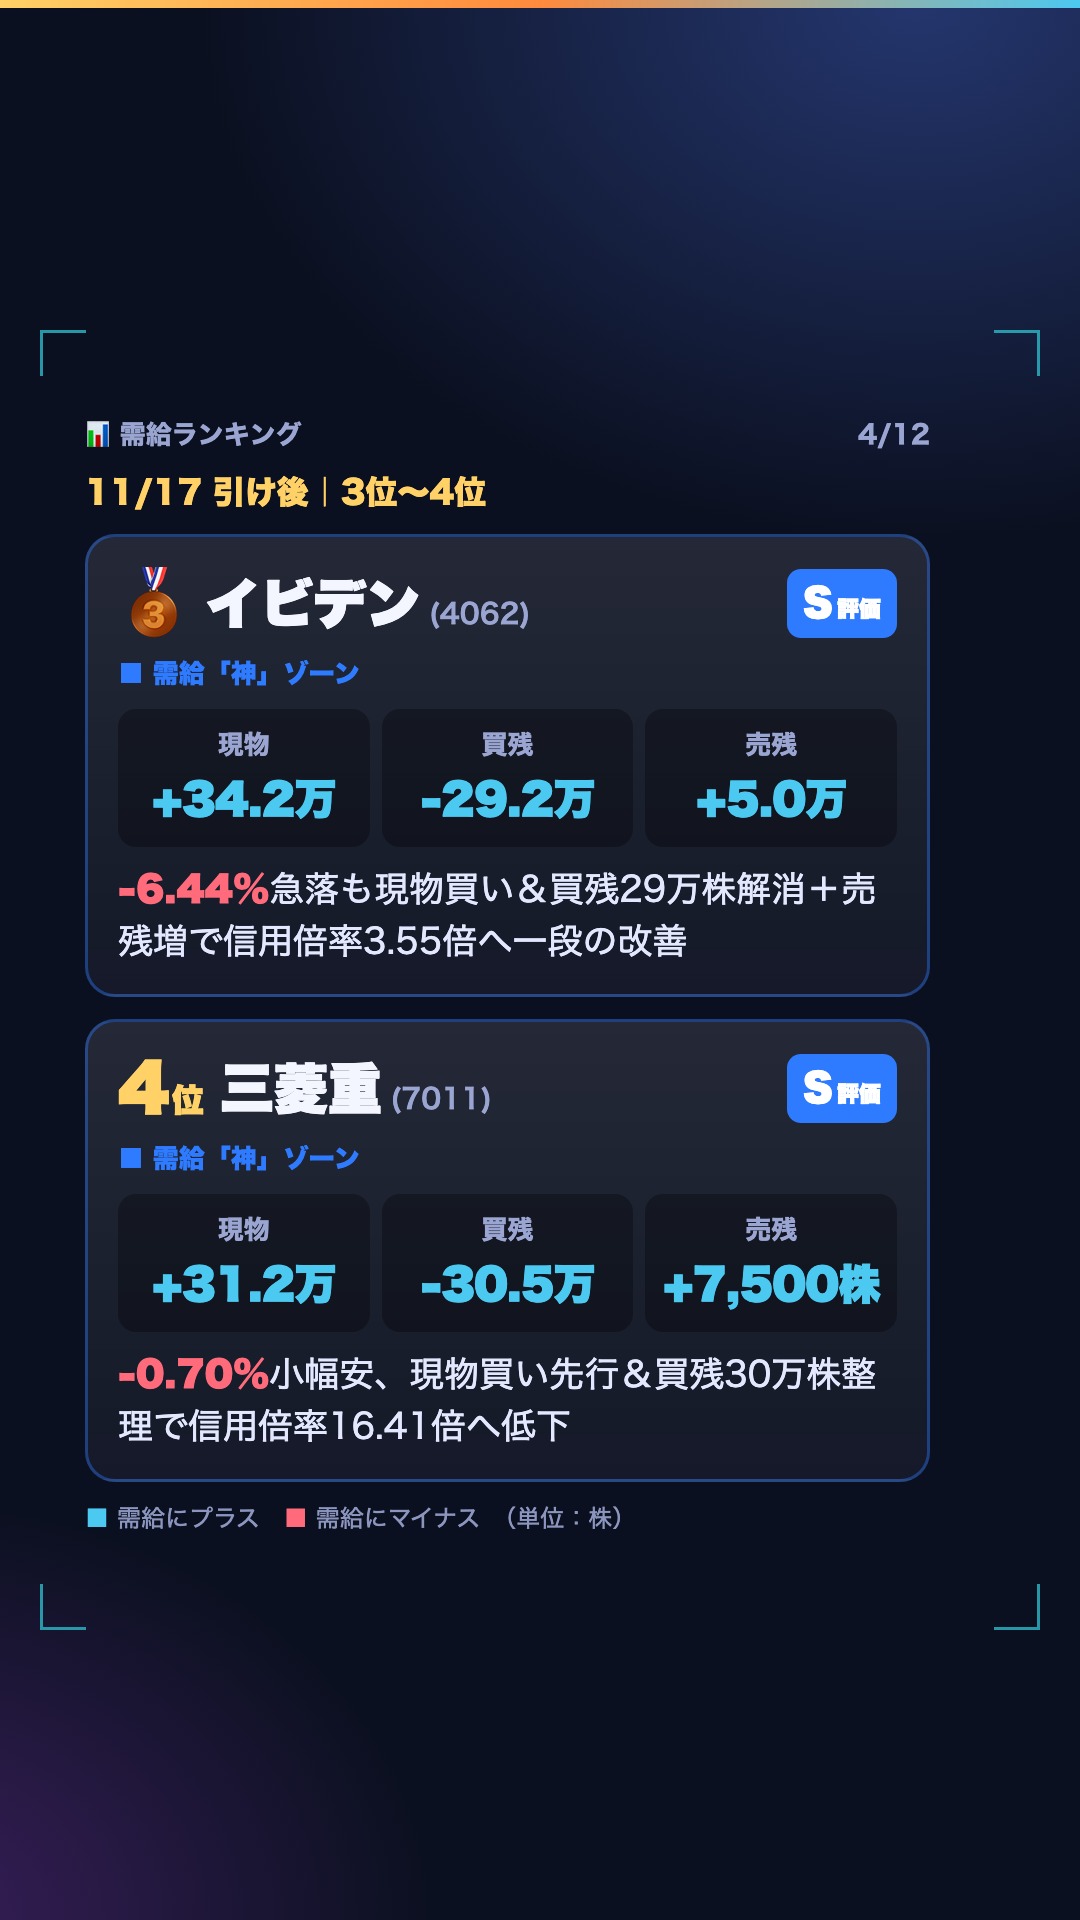 需給ランキング 4/12
11/17 引け後｜3位〜4位
3 イビデン (4062) S評価
■ 需給「神」ゾーン
現物 買残 売残
+34.2万 -29.2万 +5.0万
-6.44%急落も現物買い＆買残29万株解消＋売
残増で信用倍率3.55倍へ一段の改善
4位 三菱重 (7011) S評価
■ 需給「神」ゾーン
現物 買残 売残
+31.2万 -30.5万 +7,500株
-0.70%小幅安、現物買い先行＆買残30万株整
理で信用倍率16.41倍へ低下
■ 需給にプラス ■ 需給にマイナス （単位：株）